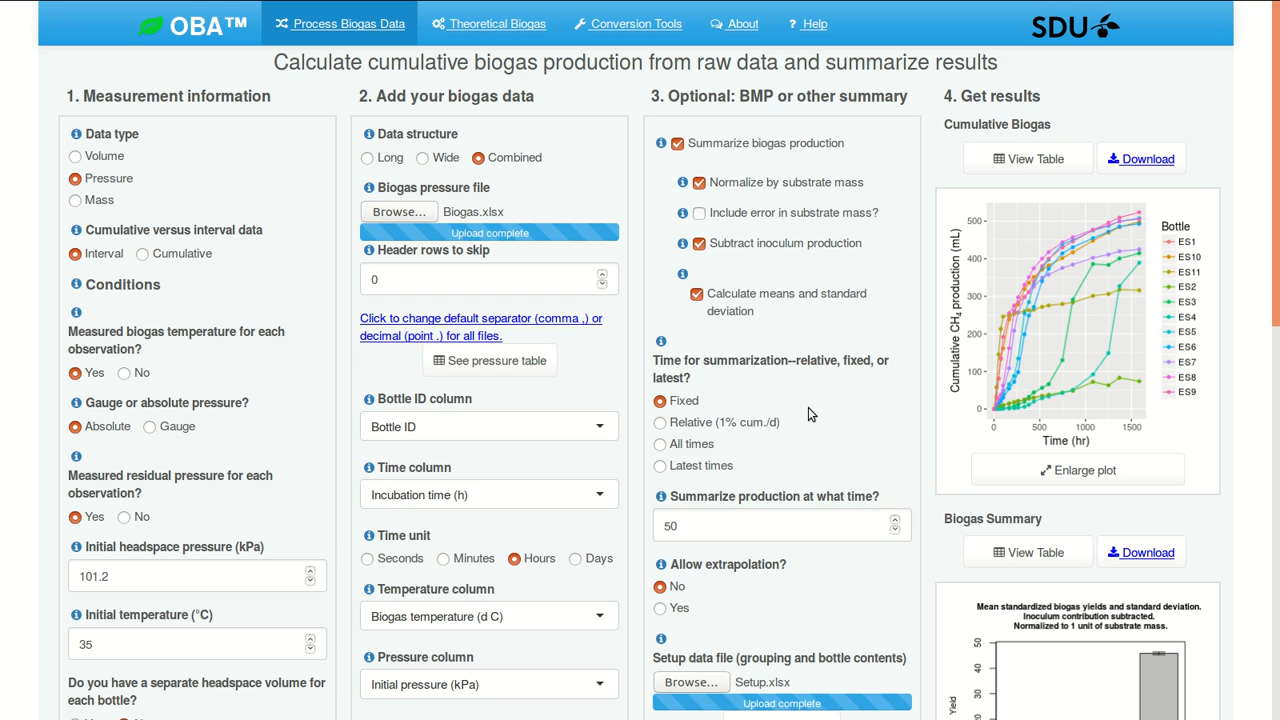 OBA™
Process Biogas Data
Theoretical Biogas
Conversion Tools
About
? Help
SDU
Calculate cumulative biogas production from raw data and summarize results
1. Measurement information
Data type
Volume
Pressure
Mass
Cumulative versus interval data
Interval
Cumulative
Conditions
Measured biogas temperature for each
observation?
Yes
No
Gauge or absolute pressure?
Absolute
Gauge
Measured residual pressure for each
observation?
Yes
No
Initial headspace pressure (kPa)
101.2
Initial temperature (°C)
35
Do you have a separate headspace volume for
each bottle?
2. Add your biogas data
Data structure
Long
Wide
Combined
Biogas pressure file
Browse...
Biogas.xlsx
Upload complete
Header rows to skip
0
Click to change default separator (comma ,) or
decimal (point .) for all files.
See pressure table
Bottle ID column
Bottle ID
Time column
Incubation time (h)
Time unit
Seconds
Minutes
Hours
Days
Temperature column
Biogas temperature (d C)
Pressure column
Initial pressure (kPa)
3. Optional: BMP or other summary
Summarize biogas production
Normalize by substrate mass
Include error in substrate mass?
Subtract inoculum production
Calculate means and standard
deviation
Time for summarization--relative, fixed, or
latest?
Fixed
Relative (1% cum./d)
All times
Latest times
Summarize production at what time?
50
Allow extrapolation?
No
Yes
Setup data file (grouping and bottle contents)
Browse...
Setup.xlsx
Upload complete
4. Get results
Cumulative Biogas
View Table
Download
Cumulative CH4 production (mL)
500
400
300
200
100
0
0
500
1000
1500
Time (hr)
Bottle
ES1
ES10
ES11
ES2
ES3
ES4
ES5
ES6
ES7
ES8
ES9
Enlarge plot
Biogas Summary
View Table
Download
Mean standardized biogas yields and standard deviation.
Inoculum contribution subtracted.
Normalized to 1 unit of substrate mass.
50
40
30
Yield